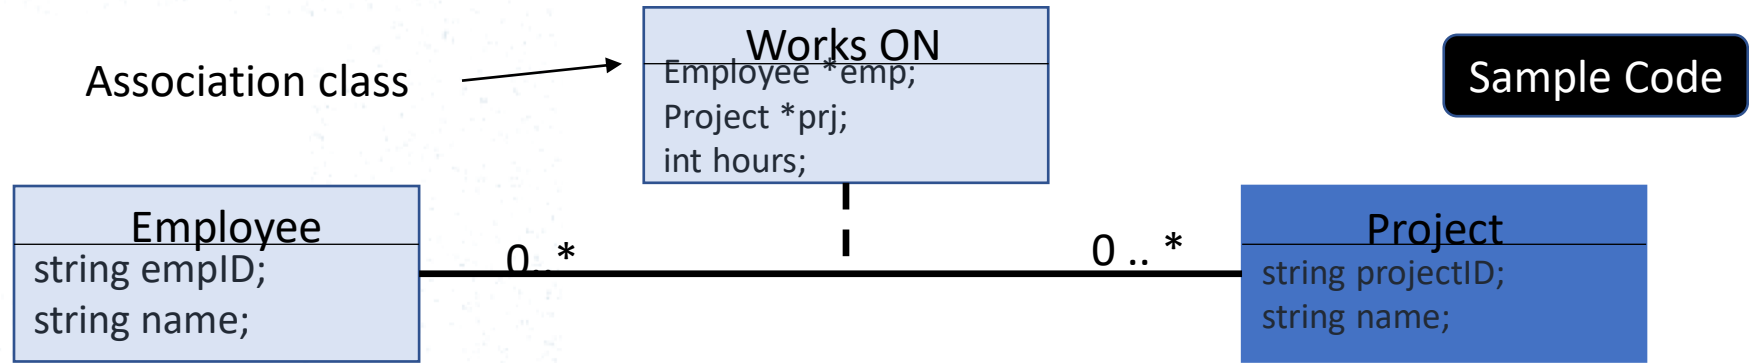 Association class
Works ON
Employee *emp;
Project *prj;
int hours;
Sample Code
Employee
string empID;
string name;
0..*
0 .. *
Project
string projectID;
string name;